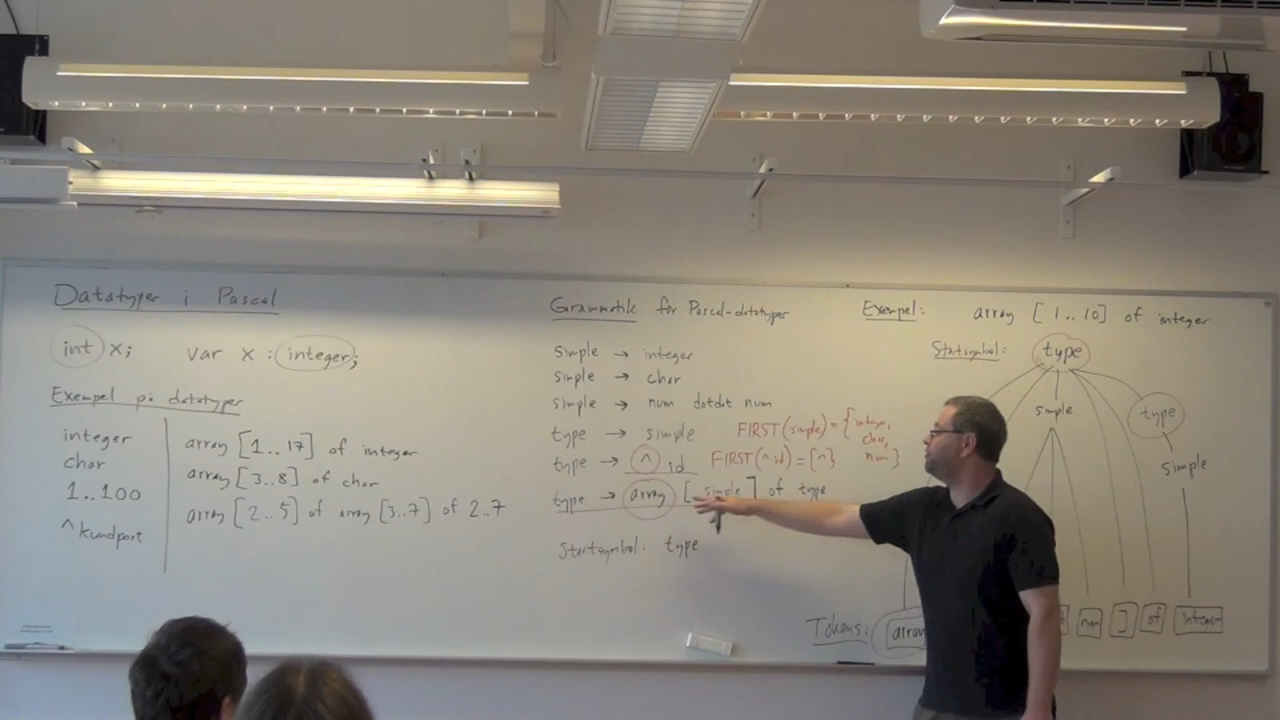 Datatyper i Pascal
int x; var x : integer;
Exempel på datatyper
integer
char
1..100
^kundpost
array [1..17] of integer
array [3..8] of char
array [2..5] of array [3..7] of 2..7
Grammatik för Pascal-datatyper
simple → integer
simple → char
simple → num dotdot num
type → simple
type → ^ id
type → array [simple] of type
Startsymbol: type
FIRST(simple) = {integer,
char,
num}
FIRST(^id) = {^}
Exempel: array [1..10] of integer
Startsymbol: type
simple type
simple
Tokens: array num ] of integer